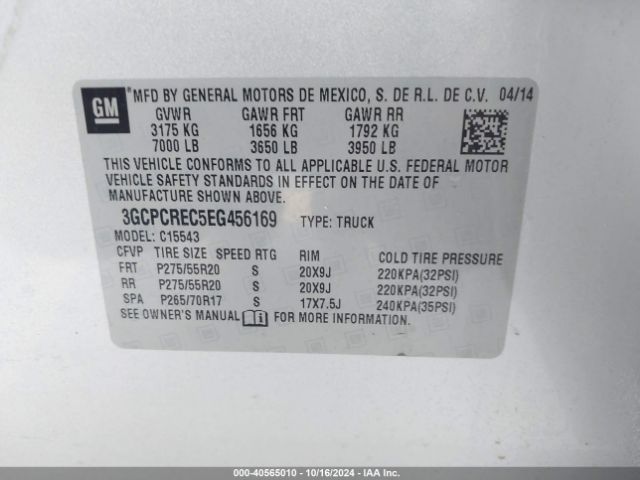 GM
®MFD BY GENERAL MOTORS DE MEXICO, S. DE R.L. DE C.V. 04/14
GVWR GAWR FRT GAWR RR
3175 KG 1656 KG 1792 KG
7000 LB 3650 LB 3950 LB
THIS VEHICLE CONFORMS TO ALL APPLICABLE U.S. FEDERAL MOTOR
VEHICLE SAFETY STANDARDS IN EFFECT ON THE DATE OF
MANUFACTURE SHOWN ABOVE.
3GCPCREC5EG456169 TYPE: TRUCK
MODEL: C15543
CFVP TIRE SIZE SPEED RTG RIM COLD TIRE PRESSURE
FRT P275/55R20 S 20X9J 220KPA(32PSI)
RR P275/55R20 S 20X9J 220KPA(32PSI)
SPA P265/70R17 S 17X7.5J 240KPA(35PSI)
SEE OWNER'S MANUAL FOR MORE INFORMATION.
000-40565010 - 10/16/2024 - Copart, IAA